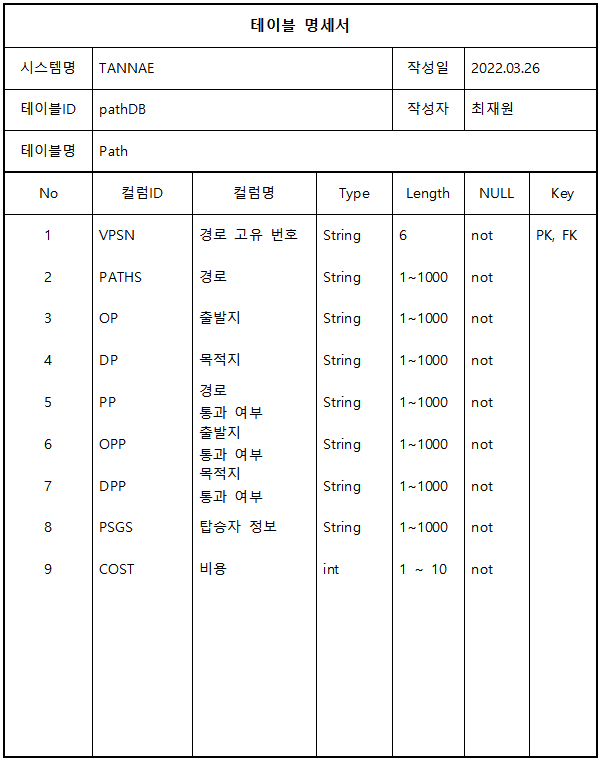 테이블 명세서
시스템명 TANNAE 작성일 2022.03.26
테이블ID pathDB 작성자 최재원
테이블명 Path
No 컬럼ID 컬럼명 Type Length NULL Key
1 VPSN 경로 고유 번호 String 6 not PK, FK
2 PATHS 경로 String 1~1000 not
3 OP 출발지 String 1~1000 not
4 DP 목적지 String 1~1000 not
5 PP 경로 통과 여부 String 1~1000 not
6 OPP 출발지 통과 여부 String 1~1000 not
7 DPP 목적지 통과 여부 String 1~1000 not
8 PSGS 탑승자 정보 String 1~1000 not
9 COST 비용 int 1 ~ 10 not